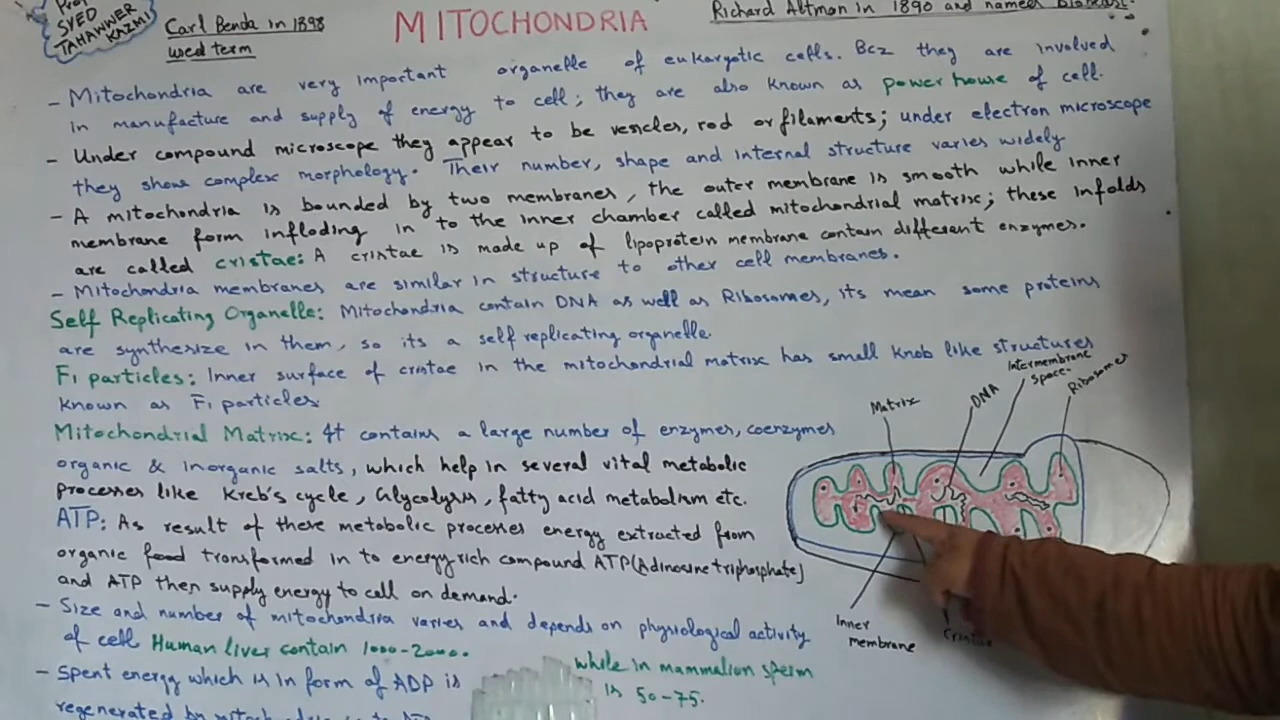 Prof
SYED
TAHAWWER
KAZMI
Carl Benda in 1898
used term
MITOCHONDRIA
Richard Altman in 1890 and named Bioblast.
- Mitochondria are very important organelle of eukaryotic cells. Bcz they are involved
in manufacture and supply of energy to cell; they are also known as power house of cell.
- Under compound microscope they appear to be vesicles, rod or filaments; under electron microscope
they show complex morphology. Their number, shape and internal structure varies widely
- A mitochondria is bounded by two membranes, the outer membrane is smooth while inner
membrane form infloding in to the inner chamber called mitochondrial matrix; these infolds
are called cristae: A cristae is made up of lipoprotein membrane contain different enzymes.
- Mitochondria membranes are similar in structure to other cell membranes.
Self Replicating Organelle: Mitochondria contain DNA as well as Ribosomes, its mean some proteins
are synthesize in them, so its a self replicating organelle.
F1 particles: Inner surface of cristae in the mitochondrial matrix has small knob like structures
known as F1 particles
Mitochondrial Matrix: It contains a large number of enzymes, coenzymes
organic & inorganic salts, which help in several vital metabolic
processes like Kreb's cycle, Glycolysis, fatty acid metabolism etc.
ATP: As result of these metabolic processes energy extracted from
organic food transformed in to energy rich compound ATP(Adinosine triphosphate)
and ATP then supply energy to cell on demand.
- Size and number of mitochondria varies and depends on physiological activity
of cell Human liver contain 1000-2000.
while in mammalion sperm
is 50-75.
- Spent energy which is in form of ADP is
regenerated by
Matrix
DNA
Intermembrane
Space.
Ribosomes
Inner
membrane
Cristae